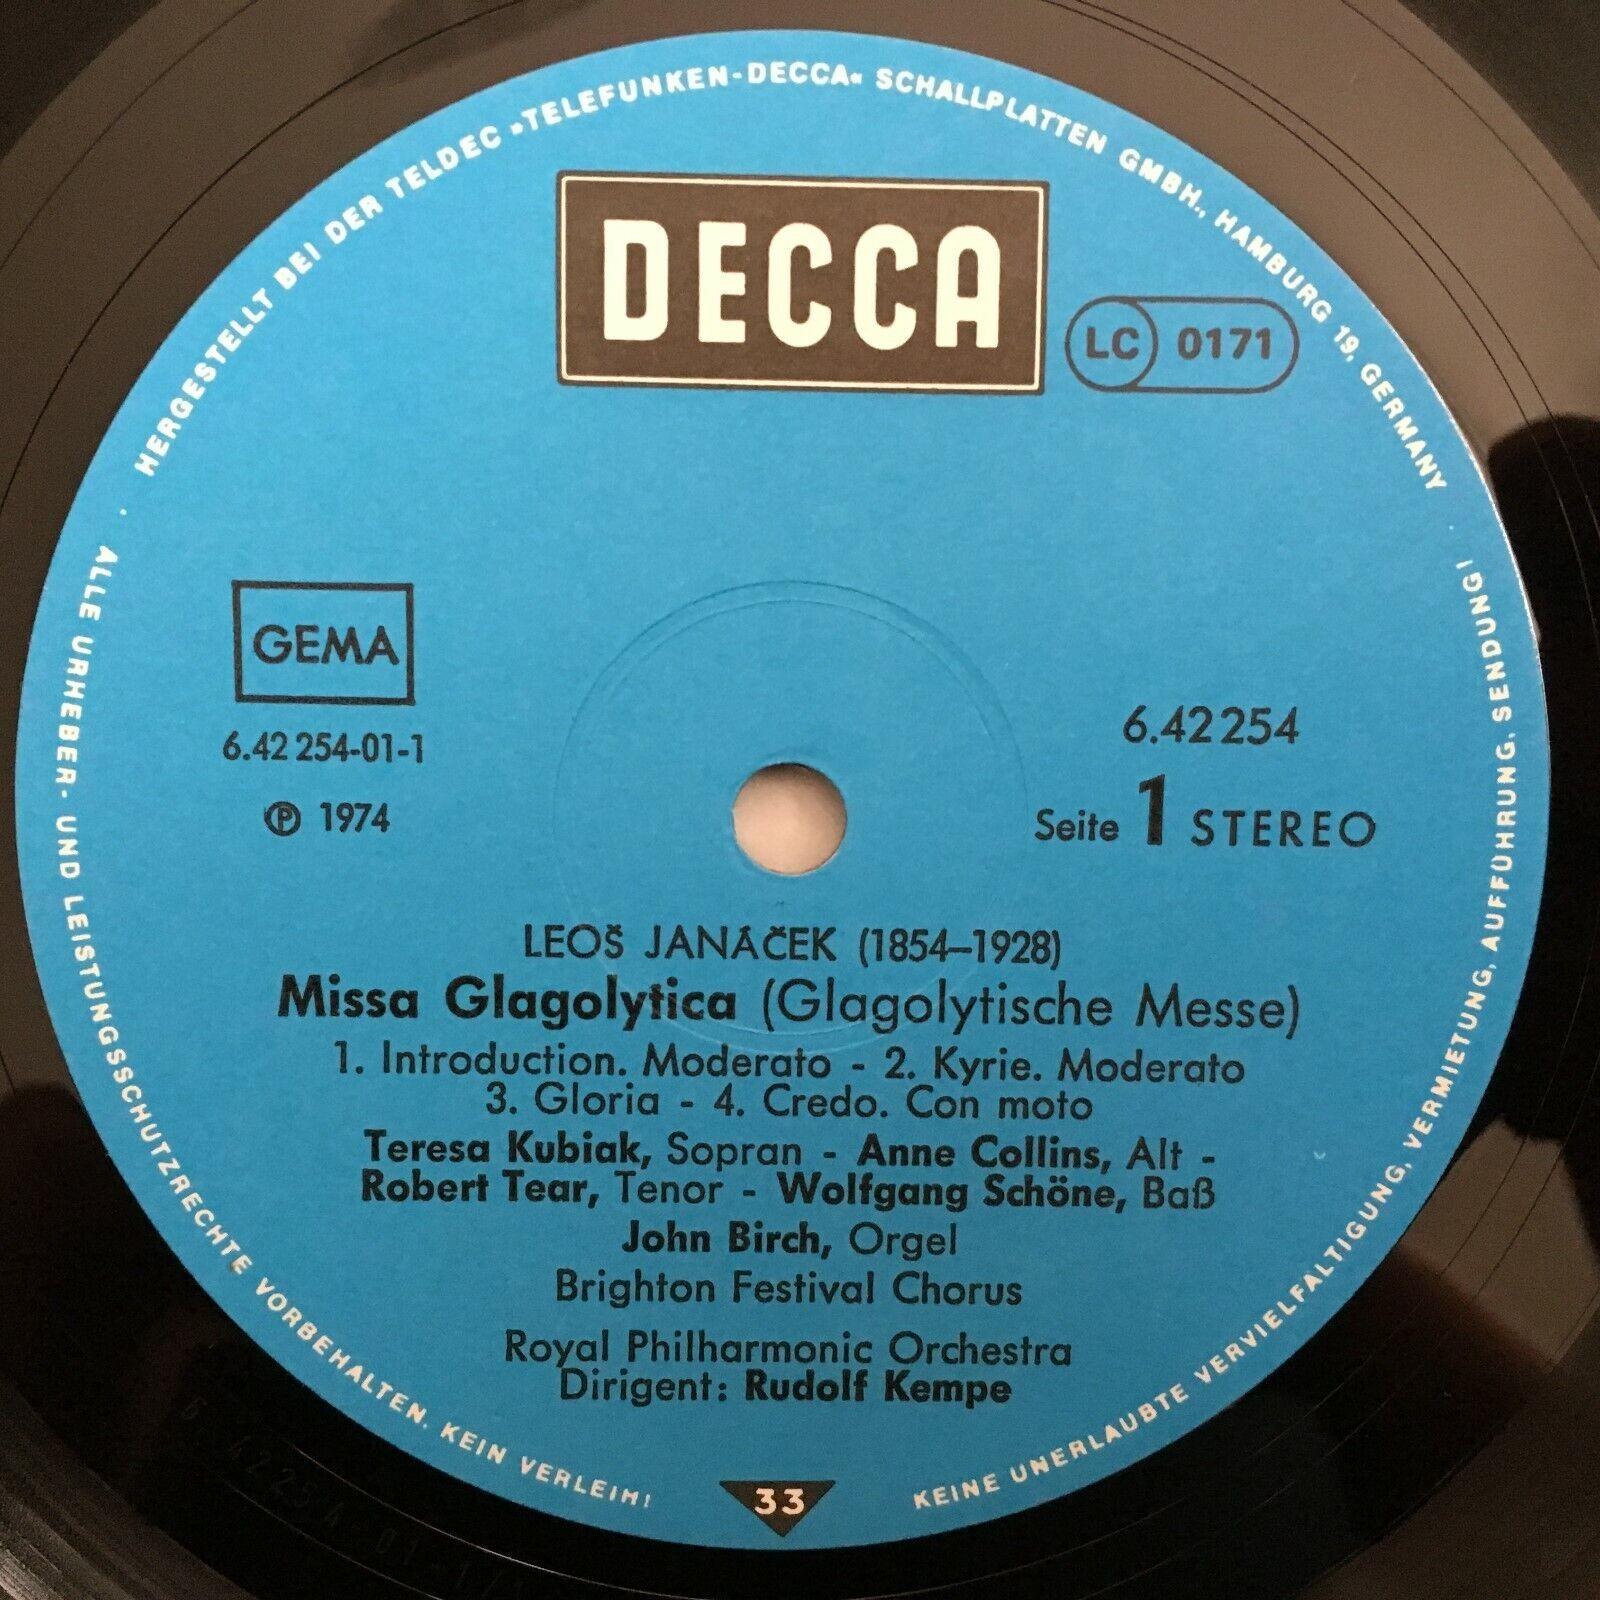 HERGESTELLT BEI DER TELDEC »TELEFUNKEN-DECCA« SCHALLPLATTEN GMBH., HAMBURG 19, GERMANY
DECCA
LC 0171
GEMA
6.42 254-01-1
Ⓟ 1974
6.42254
Seite 1 STEREO
LEOŠ JANÁČEK (1854–1928)
Missa Glagolytica (Glagolytische Messe)
1. Introduction. Moderato - 2. Kyrie. Moderato
3. Gloria - 4. Credo. Con moto
Teresa Kubiak, Sopran - Anne Collins, Alt -
Robert Tear, Tenor - Wolfgang Schöne, Baß
John Birch, Orgel
Brighton Festival Chorus
Royal Philharmonic Orchestra
Dirigent: Rudolf Kempe
33
· ALLE URHEBER- UND LEISTUNGSSCHUTZRECHTE VORBEHALTEN. KEIN VERLEIH!
KEINE UNERLAUBTE VERVIELFALTIGUNG, VERMIETUNG, AUFFÜHRUNG, SENDUNG! ·